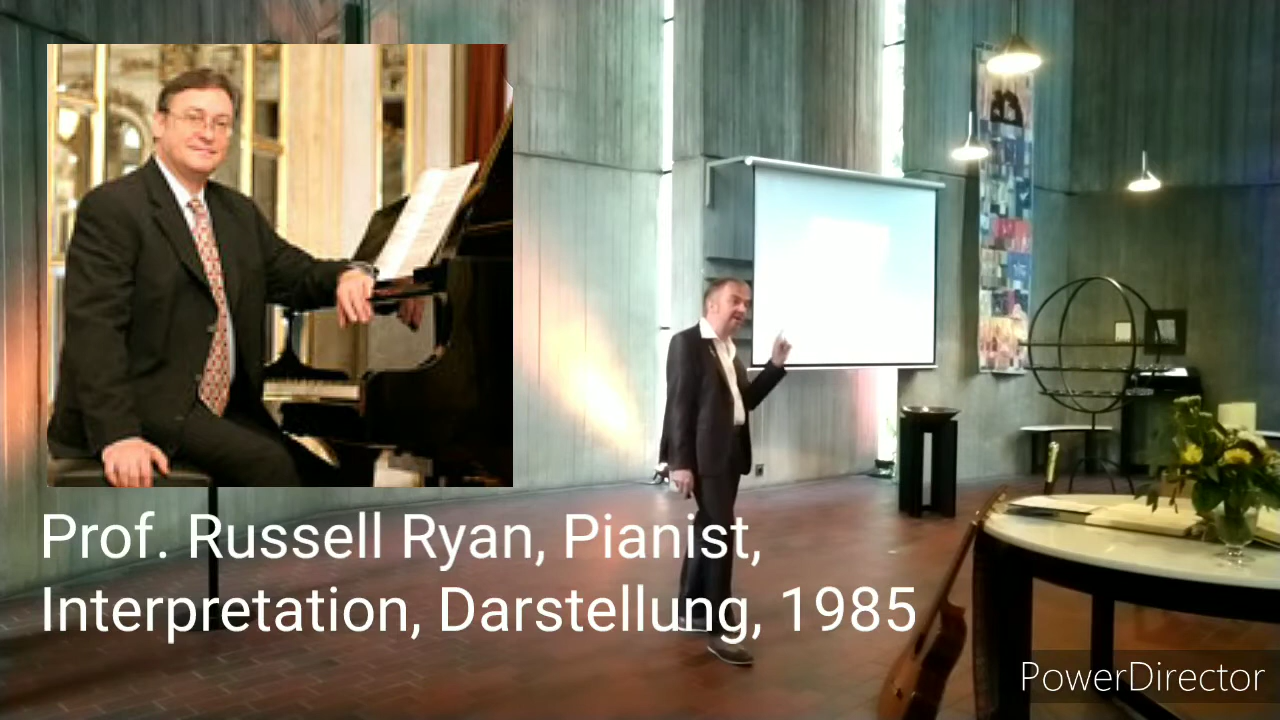 Prof. Russell Ryan, Pianist,
Interpretation, Darstellung, 1985
PowerDirector